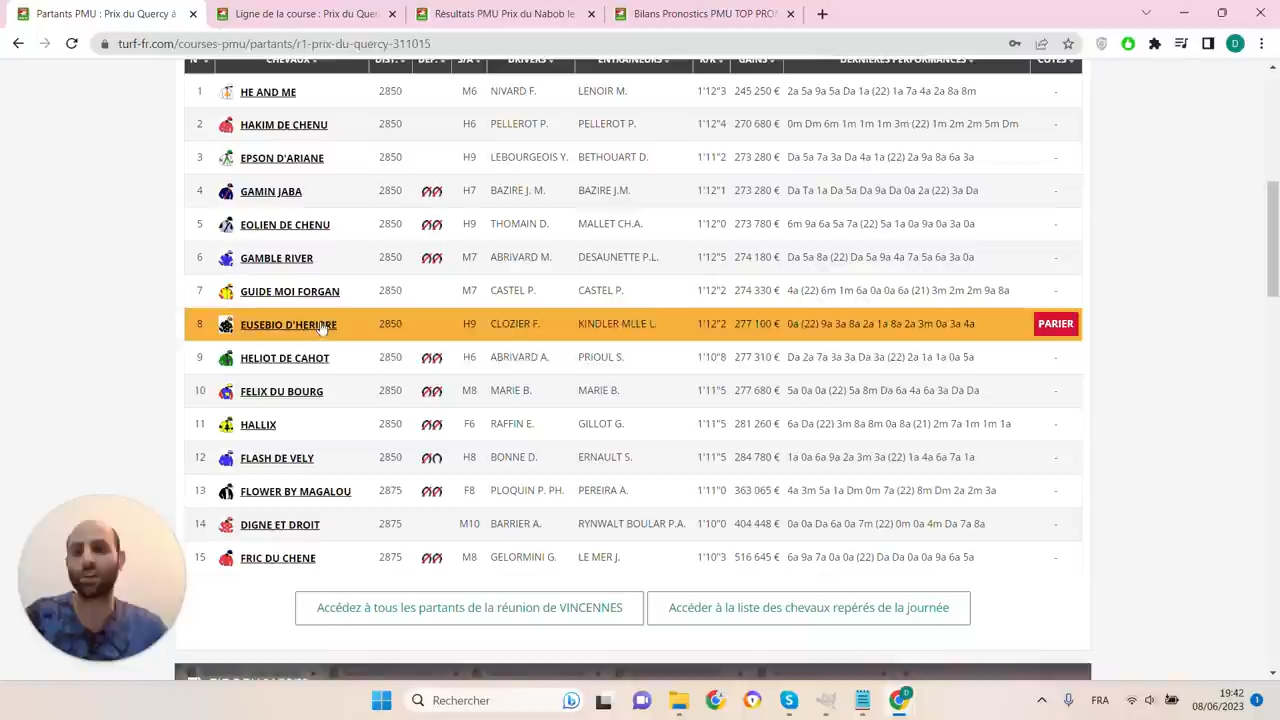 Partants PMU : Prix du Quercy à
Ligne de la course : Prix du Que
Résultats PMU Prix du Nabob le
Bilans Pronostics PMU TOP PRO
turf-fr.com/courses-pmu/partants/r1-prix-du-quercy-311015
N° CHEVAUX DIST. DEF. S/A DRIVERS ENTRAINEURS R/K GAINS DERNIÈRES PERFORMANCES COTES
1 HE AND ME 2850 M6 NIVARD F. LENOIR M. 1'12"3 245 250 € 2a 5a 9a 5a Da 1a (22) 1a 7a 4a 2a 8a 8m -
2 HAKIM DE CHENU 2850 H6 PELLEROT P. PELLEROT P. 1'12"4 270 680 € 0m Dm 6m 1m 1m 1m 3m (22) 1m 2m 2m 5m Dm -
3 EPSON D'ARIANE 2850 H9 LEBOURGEOIS Y. BETHOUART D. 1'11"2 273 280 € Da 5a 7a 3a Da 4a 1a (22) 2a 9a 8a 6a 3a -
4 GAMIN JABA 2850 H7 BAZIRE J. M. BAZIRE J.M. 1'12"1 273 280 € Da Ta 1a Da 5a Da 9a Da 0a 2a (22) 3a Da -
5 EOLIEN DE CHENU 2850 H9 THOMAIN D. MALLET CH.A. 1'12"0 273 780 € 6m 9a 6a 5a 7a (22) 5a 1a 0a 9a 0a 3a 0a -
6 GAMBLE RIVER 2850 M7 ABRIVARD M. DESAUNETTE P.L. 1'12"5 274 180 € Da 5a 8a (22) Da 5a 9a 4a 7a 5a 6a 3a 0a -
7 GUIDE MOI FORGAN 2850 M7 CASTEL P. CASTEL P. 1'12"2 274 330 € 4a (22) 6m 1m 6a 0a 0a 6a (21) 3m 2m 2m 9a 8a -
8 EUSEBIO D'HERIPRE 2850 H9 CLOZIER F. KINDLER MLLE L. 1'12"2 277 100 € 0a (22) 9a 3a 8a 2a 1a 8a 2a 3m 0a 3a 4a PARIER
9 HELIOT DE CAHOT 2850 H6 ABRIVARD A. PRIOUL S. 1'10"8 277 310 € Da 2a 7a 3a 3a Da 3a (22) 2a 0a 1a 0a 5a -
10 FELIX DU BOURG 2850 M8 MARIE B. MARIE B. 1'11"5 277 680 € 5a 0a 0a (22) 5a 8m Da 6a 4a 6a 3a Da Da -
11 HALLIX 2850 F6 RAFFIN E. GILLOT G. 1'11"5 281 260 € 6a Da (22) 3m 8a 8m 0a 8a (21) 2m 7a 1m 1m 1a -
12 FLASH DE VELY 2850 H8 BONNE D. ERNAULT S. 1'11"5 284 780 € 1a 0a 6a 9a 2a 3m 3a (22) 1a 4a 6a 7a 1a -
13 FLOWER BY MAGALOU 2875 F8 PLOQUIN P. PH. PEREIRA A. 1'11"0 363 065 € 4a 3m 5a 1a Dm 0m 7a (22) 8m Dm 2a 2m 3a -
14 DIGNE ET DROIT 2875 M10 BARRIER A. RYNWALT BOULAR P.A. 1'10"0 404 448 € 0a 0a Da 6a 0a 7m (22) 0m 0a 4m Da 7a 8a -
15 FRIC DU CHENE 2875 M8 GELORMINI G. LE MER J. 1'10"3 516 645 € 6a 9a 7a 0a 0a (22) Da Da 0a 0a 9a 6a 5a -
Accédez à tous les partants de la réunion de VINCENNES
Accéder à la liste des chevaux repérés de la journée
Rechercher
FRA
19:42
08/06/2023